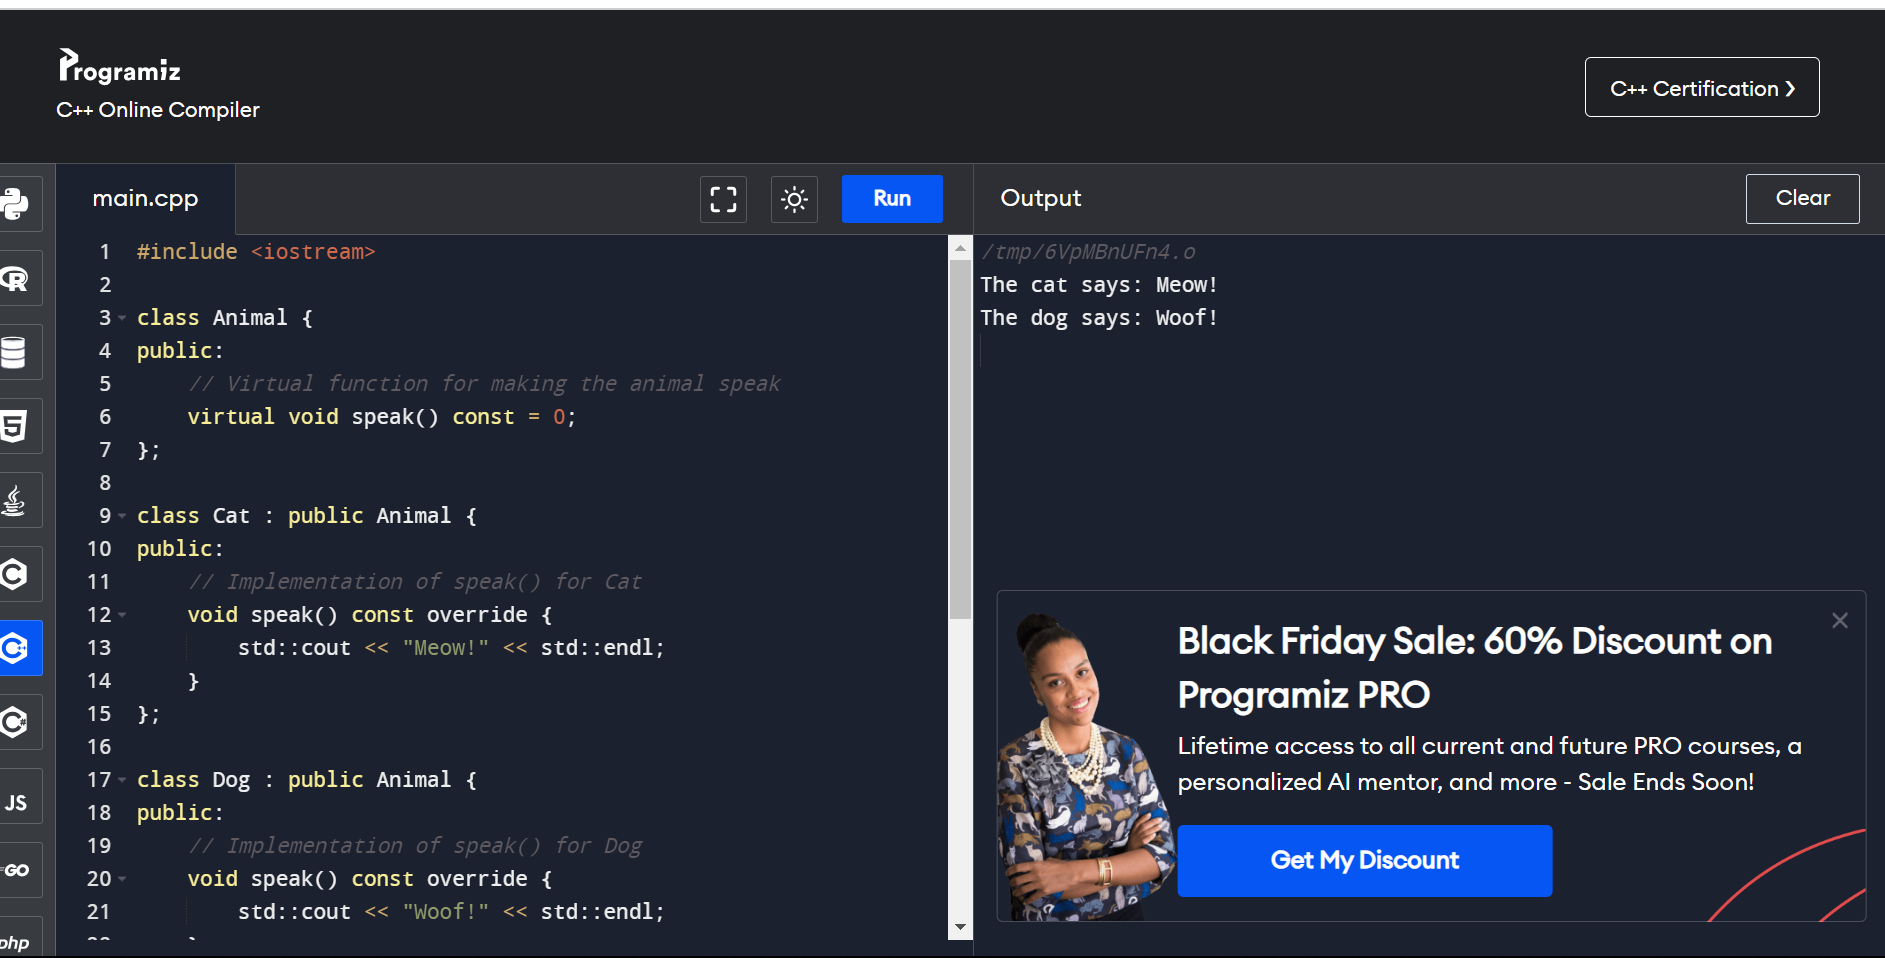 Programiz
C++ Online Compiler
C++ Certification ❯
main.cpp
Run
Output
Clear
1 #include <iostream>
2
3 class Animal {
4 public:
5 // Virtual function for making the animal speak
6 virtual void speak() const = 0;
7 };
8
9 class Cat : public Animal {
10 public:
11 // Implementation of speak() for Cat
12 void speak() const override {
13 std::cout << "Meow!" << std::endl;
14 }
15 };
16
17 class Dog : public Animal {
18 public:
19 // Implementation of speak() for Dog
20 void speak() const override {
21 std::cout << "Woof!" << std::endl;
/tmp/6VpMBnUFn4.o
The cat says: Meow!
The dog says: Woof!
Black Friday Sale: 60% Discount on
Programiz PRO
Lifetime access to all current and future PRO courses, a
personalized AI mentor, and more - Sale Ends Soon!
Get My Discount
R
5
C
C++
C#
JS
GO
php